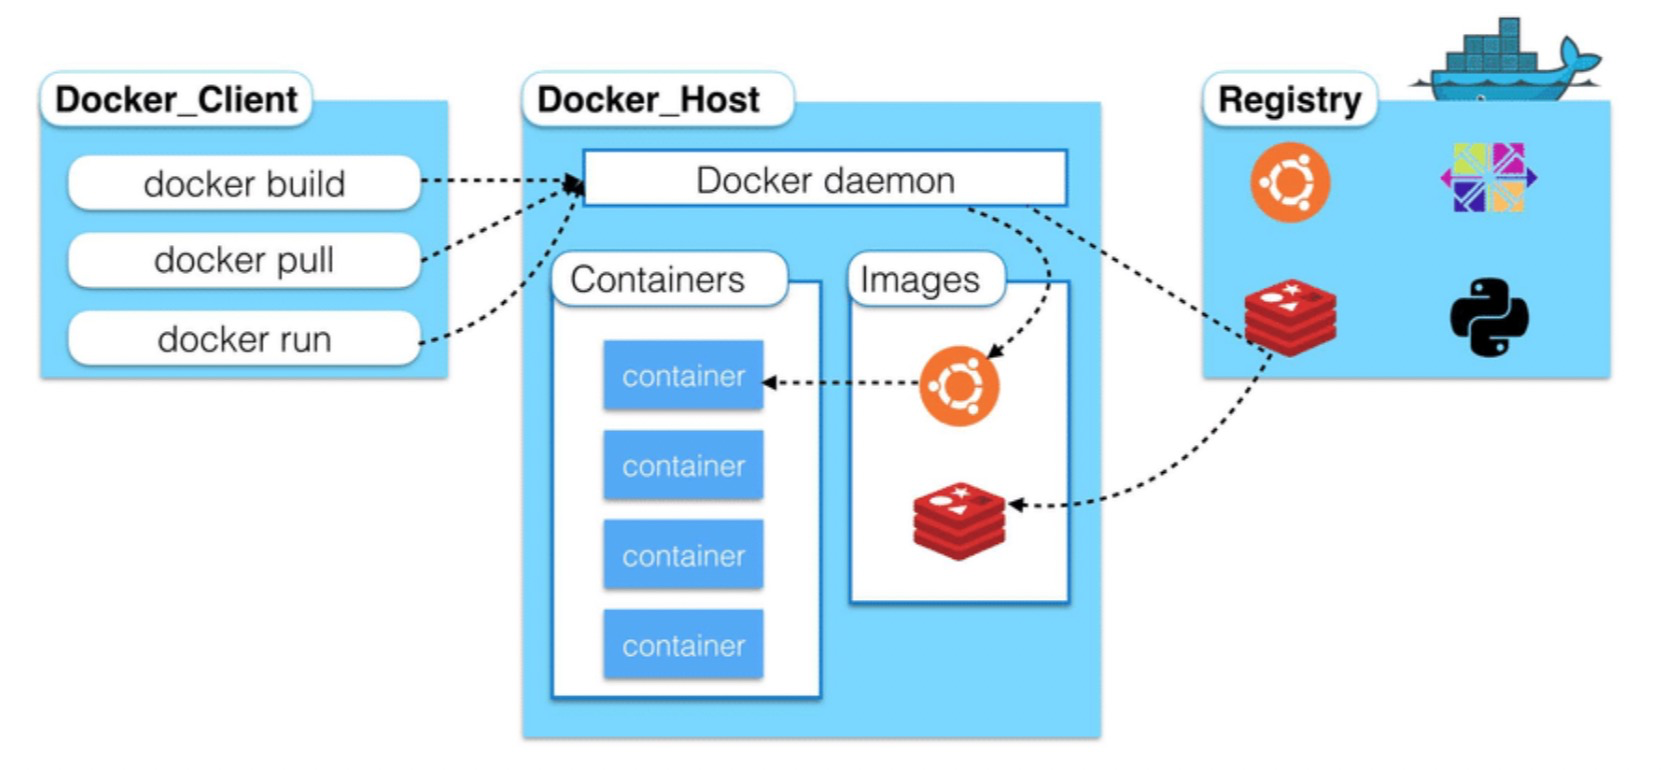 Docker_Client
docker build
docker pull
docker run
Docker_Host
Docker daemon
Containers
container
container
container
container
Images
Registry